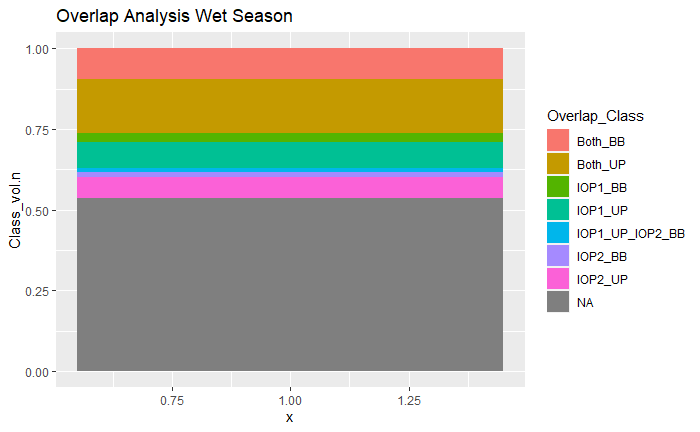 Overlap Analysis Wet Season
1.00
0.75
0.50
0.25
0.00
Class_vol.n
0.75 1.00 1.25
x
Overlap_Class
Both_BB
Both_UP
IOP1_BB
IOP1_UP
IOP1_UP_IOP2_BB
IOP2_BB
IOP2_UP
NA